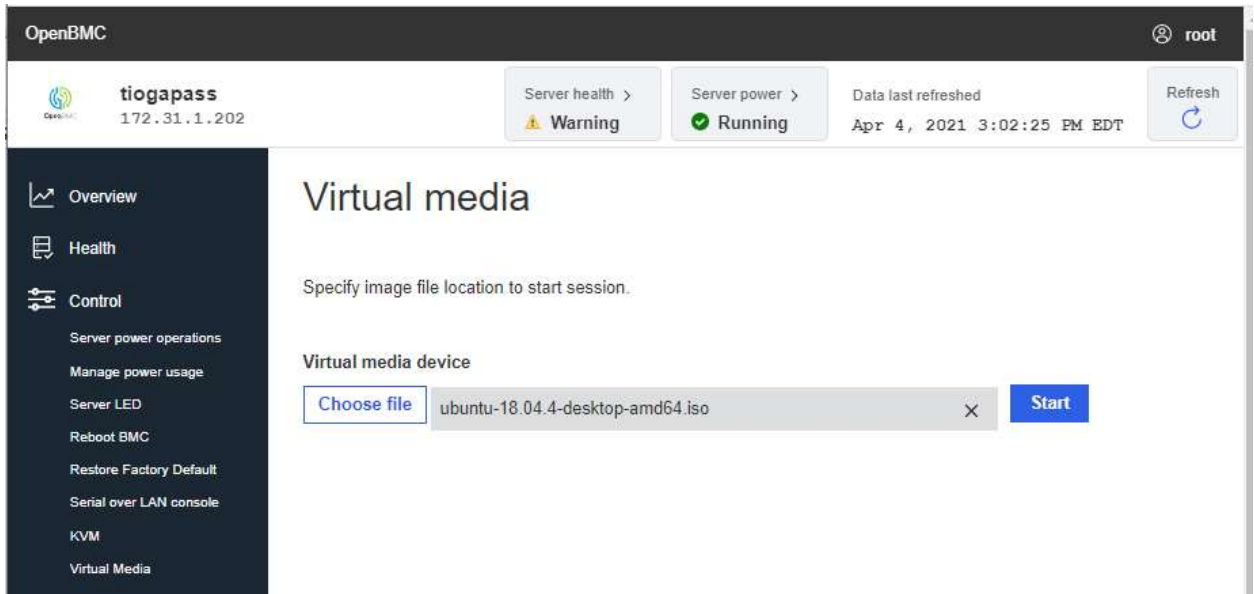 OpenBMC
root
OpenBMC
tiogapass
172.31.1.202
Server health >
Warning
Server power >
Running
Data last refreshed
Apr 4, 2021 3:02:25 PM EDT
Refresh
Overview
Health
Control
Server power operations
Manage power usage
Server LED
Reboot BMC
Restore Factory Default
Serial over LAN console
KVM
Virtual Media
Virtual media
Specify image file location to start session.
Virtual media device
Choose file
ubuntu-18.04.4-desktop-amd64.iso
Start